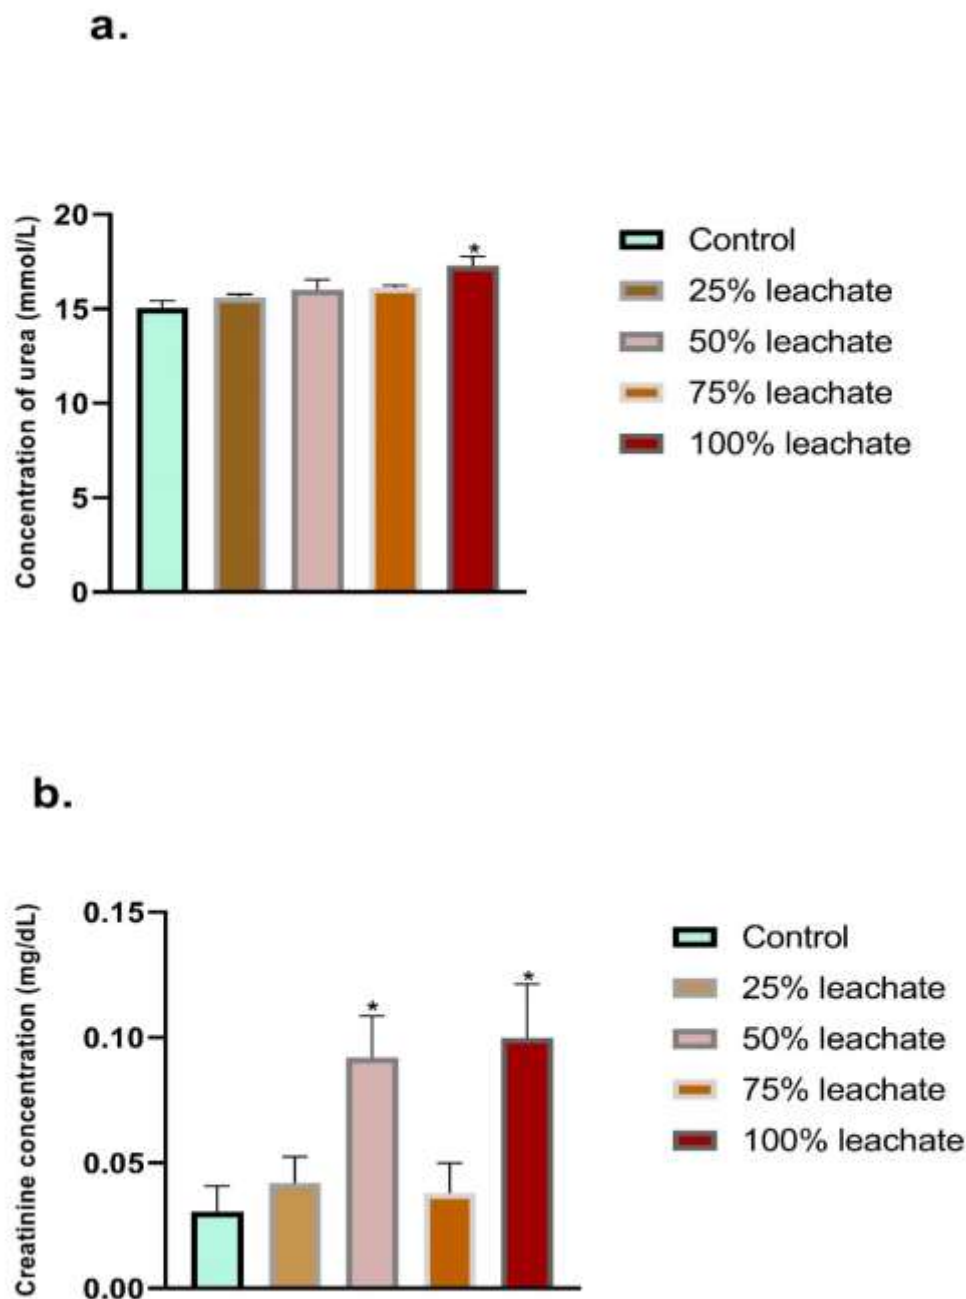 a.
Concentration of urea (mmol/L)
20
15
10
5
0
*
Control
25% leachate
50% leachate
75% leachate
100% leachate
b.
Creatinine concentration (mg/dL)
0.15
0.10
0.05
0.00
*
*
Control
25% leachate
50% leachate
75% leachate
100% leachate